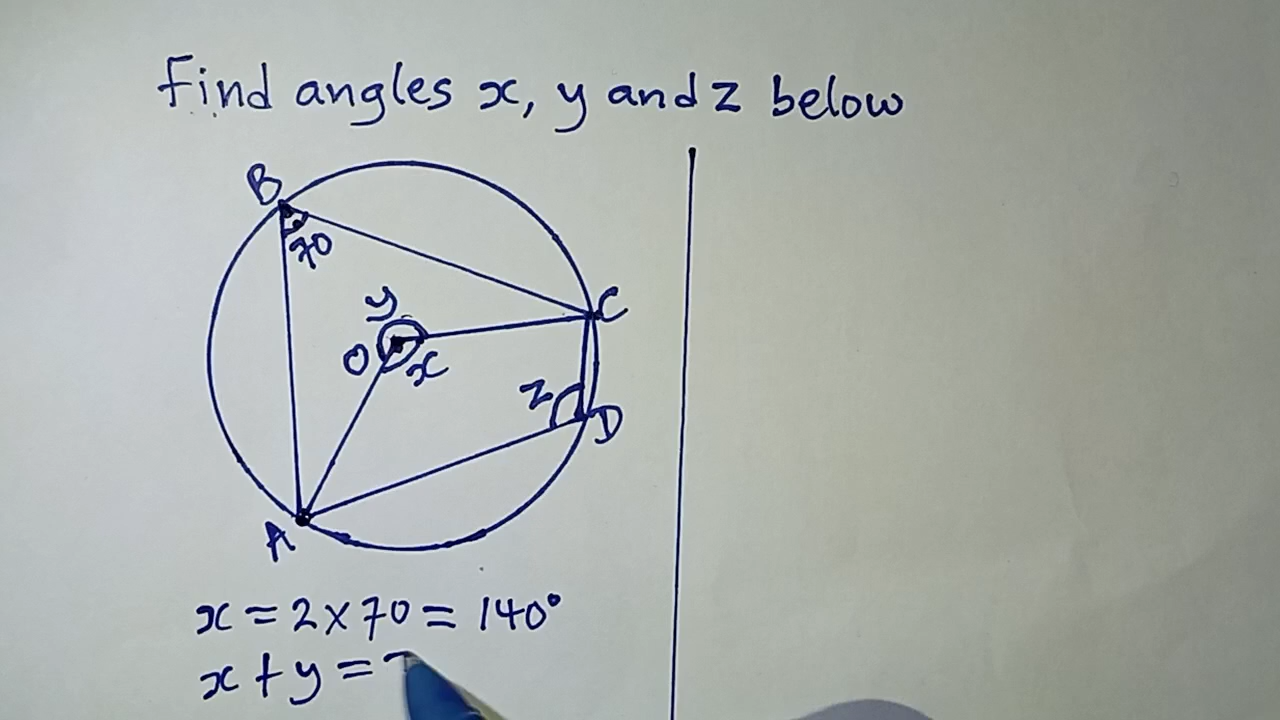 Find angles x, y and z below
B
70
y
C
O
x
z
D
A
x = 2 x 70 = 140°
x + y =